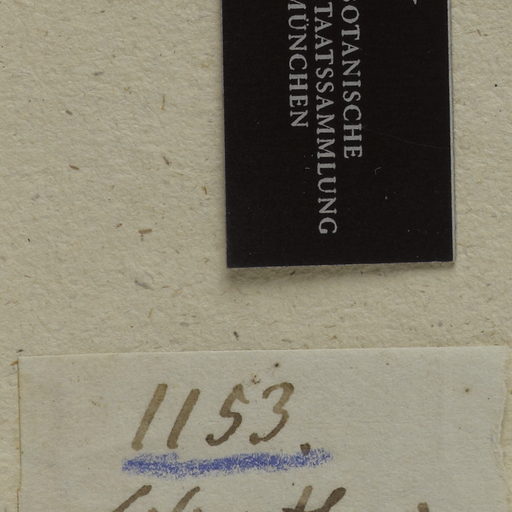 BOTANISCHE
STAATSSAMMLUNG
MÜNCHEN
1153.